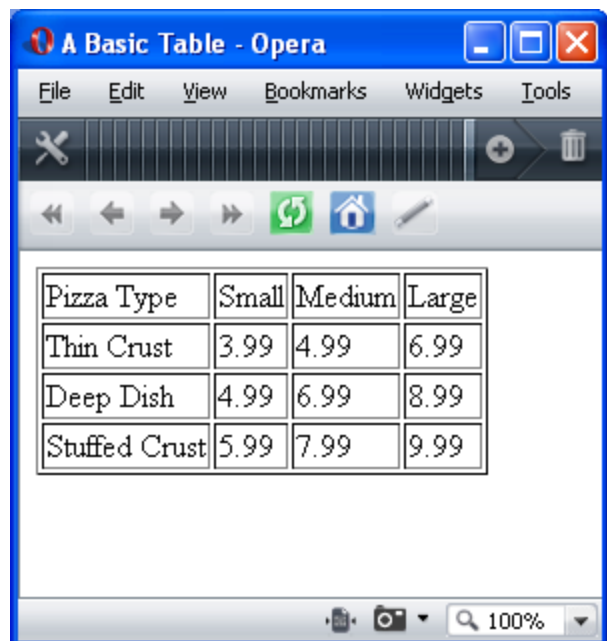 A Basic Table - Opera
File Edit View Bookmarks Widgets Tools
Pizza Type Small Medium Large
Thin Crust 3.99 4.99 6.99
Deep Dish 4.99 6.99 8.99
Stuffed Crust 5.99 7.99 9.99
100%